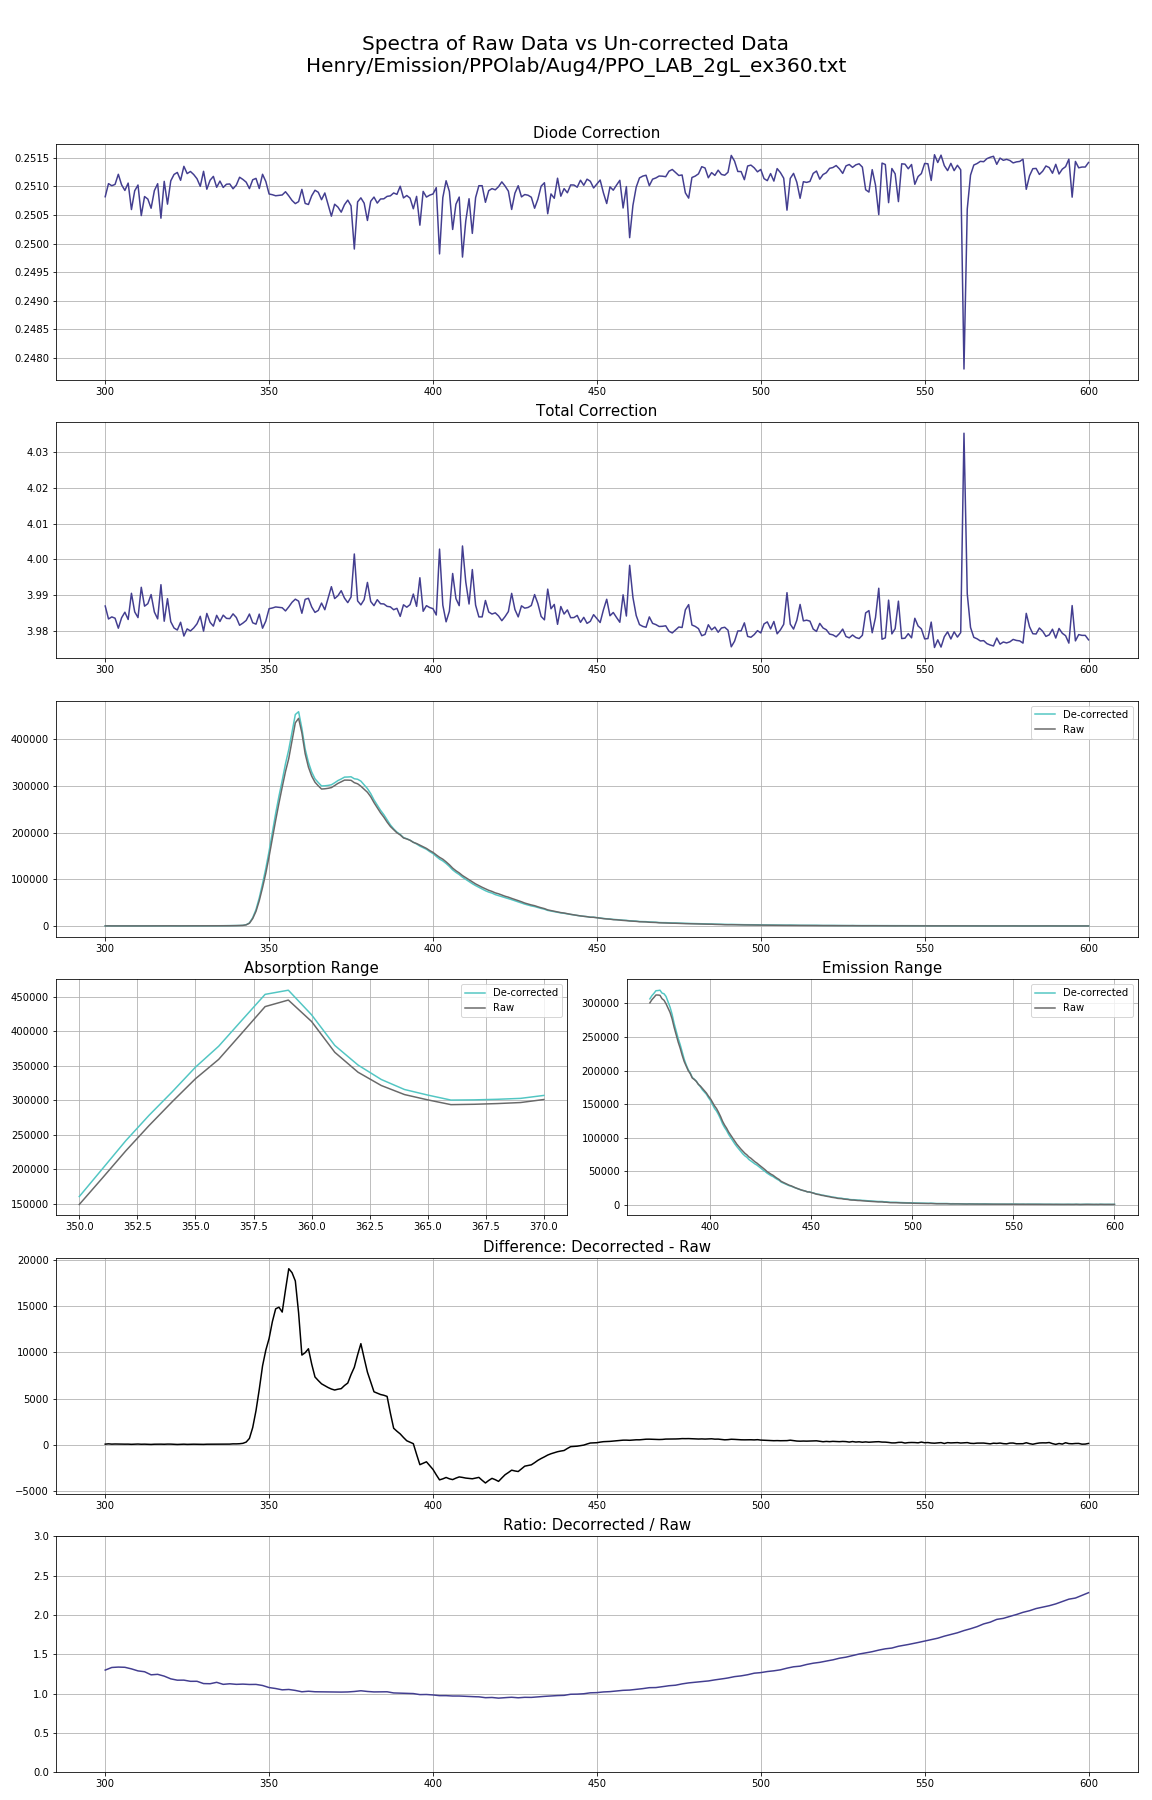 Spectra of Raw Data vs Un-corrected Data
Henry/Emission/PPOlab/Aug4/PPO_LAB_2gL_ex360.txt
Diode Correction
0.2515
0.2510
0.2505
0.2500
0.2495
0.2490
0.2485
0.2480
300 350 400 450 500 550 600
Total Correction
4.03
4.02
4.01
4.00
3.99
3.98
300 350 400 450 500 550 600
De-corrected
Raw
400000
300000
200000
100000
0
300 350 400 450 500 550 600
Absorption Range
De-corrected
Raw
450000
400000
350000
300000
250000
200000
150000
350.0 352.5 355.0 357.5 360.0 362.5 365.0 367.5 370.0
Emission Range
De-corrected
Raw
300000
250000
200000
150000
100000
50000
0
400 450 500 550 600
Difference: Decorrected - Raw
20000
15000
10000
5000
0
−5000
300 350 400 450 500 550 600
Ratio: Decorrected / Raw
3.0
2.5
2.0
1.5
1.0
0.5
0.0
300 350 400 450 500 550 600